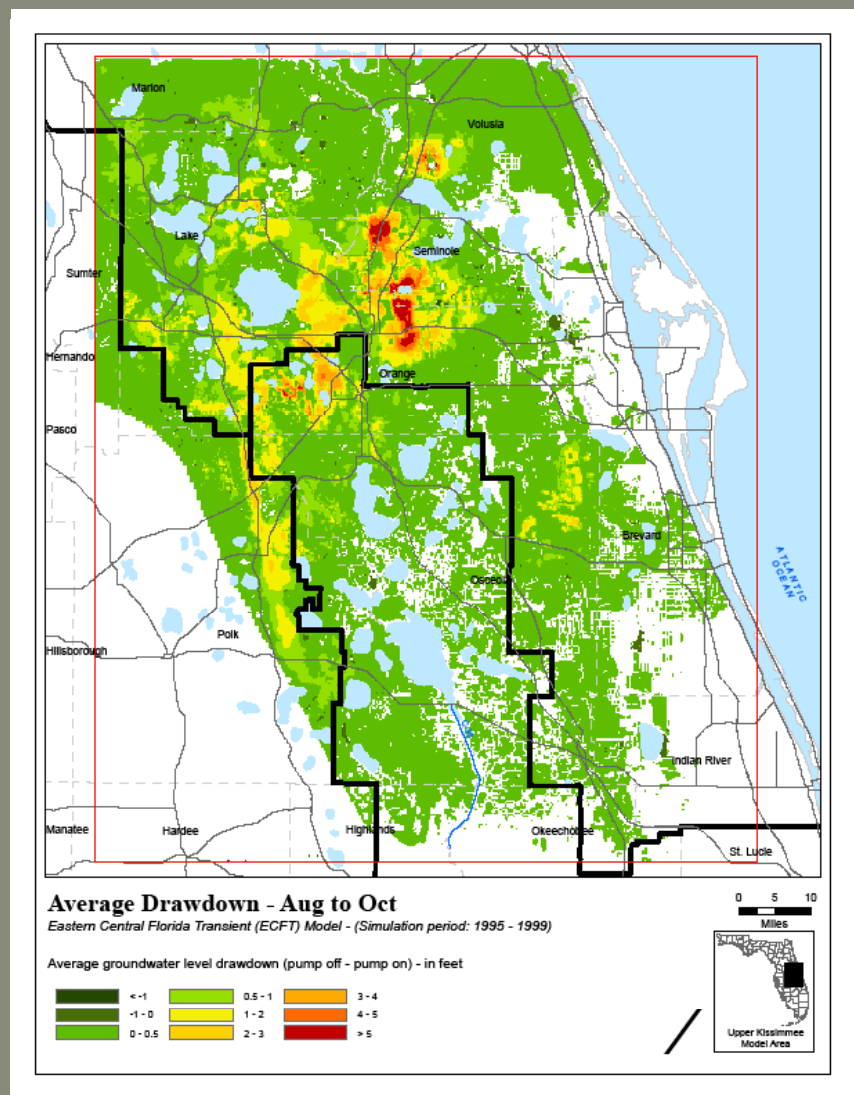 Marion
Volusia
Lake
Seminole
Sumter
Hernando
Orange
Pasco
Brevard
ATLANTIC
OCEAN
Polk
Hillsborough
Indian River
Manatee
Hardee
Highlands
Okeechobee
St. Lucie
Average Drawdown - Aug to Oct
Eastern Central Florida Transient (ECFT) Model - (Simulation period: 1995 - 1999)
0 5 10
Miles
Average groundwater level drawdown (pump off - pump on) - in feet
< -1
0.5 - 1
3 - 4
-1 - 0
1 - 2
4 - 5
0 - 0.5
2 - 3
> 5
Upper Kissimmee
Model Area